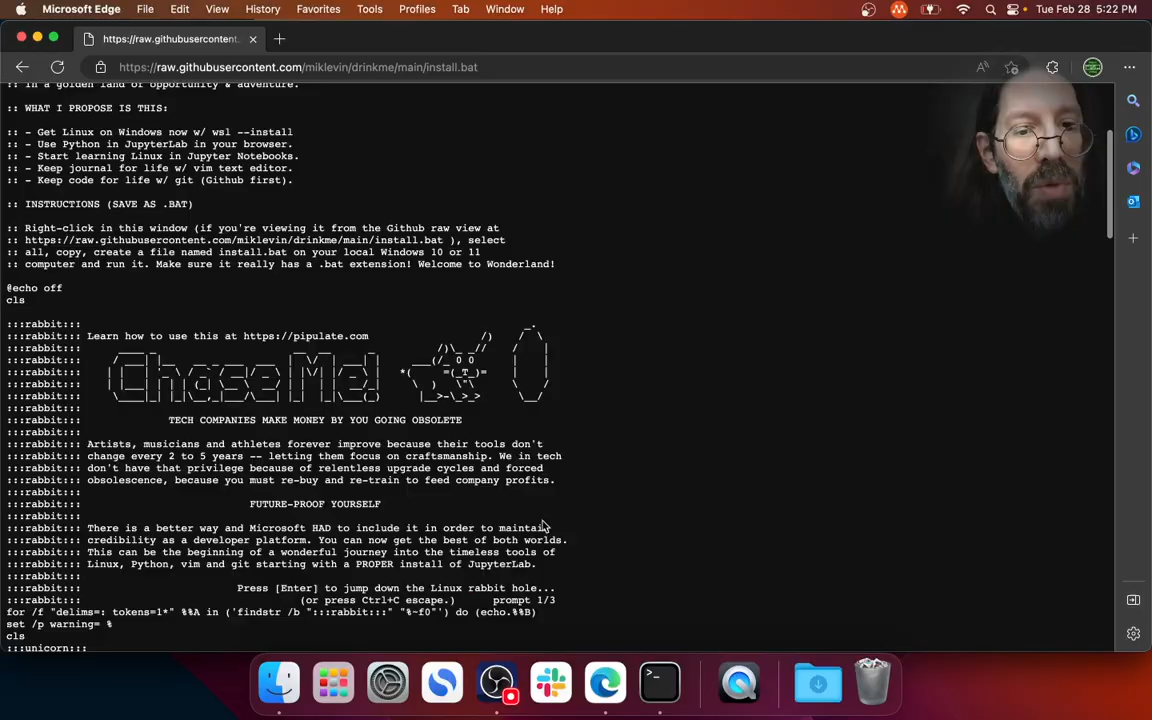 Microsoft Edge File Edit View History Favorites Tools Profiles Tab Window Help Tue Feb 28 5:22 PM
https://raw.githubusercontent.
https://raw.githubusercontent.com/miklevin/drinkme/main/install.bat
:: in a golden land of opportunity & adventure.
:: WHAT I PROPOSE IS THIS:
:: - Get Linux on Windows now w/ wsl --install
:: - Use Python in JupyterLab in your browser.
:: - Start learning Linux in Jupyter Notebooks.
:: - Keep journal for life w/ vim text editor.
:: - Keep code for life w/ git (Github first).
:: INSTRUCTIONS (SAVE AS .BAT)
:: Right-click in this window (if you're viewing it from the Github raw view at
:: https://raw.githubusercontent.com/miklevin/drinkme/main/install.bat ), select
:: all, copy, create a file named install.bat on your local Windows 10 or 11
:: computer and run it. Make sure it really has a .bat extension! Welcome to Wonderland!
@echo off
cls
:::rabbit:::
:::rabbit::: Learn how to use this at https://pipulate.com
:::rabbit:::
:::rabbit:::
:::rabbit::: Chase Me!
:::rabbit:::
:::rabbit:::
:::rabbit:::
:::rabbit::: TECH COMPANIES MAKE MONEY BY YOU GOING OBSOLETE
:::rabbit:::
:::rabbit::: Artists, musicians and athletes forever improve because their tools don't
:::rabbit::: change every 2 to 5 years -- letting them focus on craftsmanship. We in tech
:::rabbit::: don't have that privilege because of relentless upgrade cycles and forced
:::rabbit::: obsolescence, because you must re-buy and re-train to feed company profits.
:::rabbit:::
:::rabbit::: FUTURE-PROOF YOURSELF
:::rabbit:::
:::rabbit::: There is a better way and Microsoft HAD to include it in order to maintain
:::rabbit::: credibility as a developer platform. You can now get the best of both worlds.
:::rabbit::: This can be the beginning of a wonderful journey into the timeless tools of
:::rabbit::: Linux, Python, vim and git starting with a PROPER install of JupyterLab.
:::rabbit:::
:::rabbit::: Press [Enter] to jump down the Linux rabbit hole...
:::rabbit::: (or press Ctrl+C escape.) prompt 1/3
for /f "delims=: tokens=1*" %%A in ('findstr /b ":::rabbit:::" "%~f0"') do (echo.%%B)
set /p warning= %
cls
:::unicorn:::